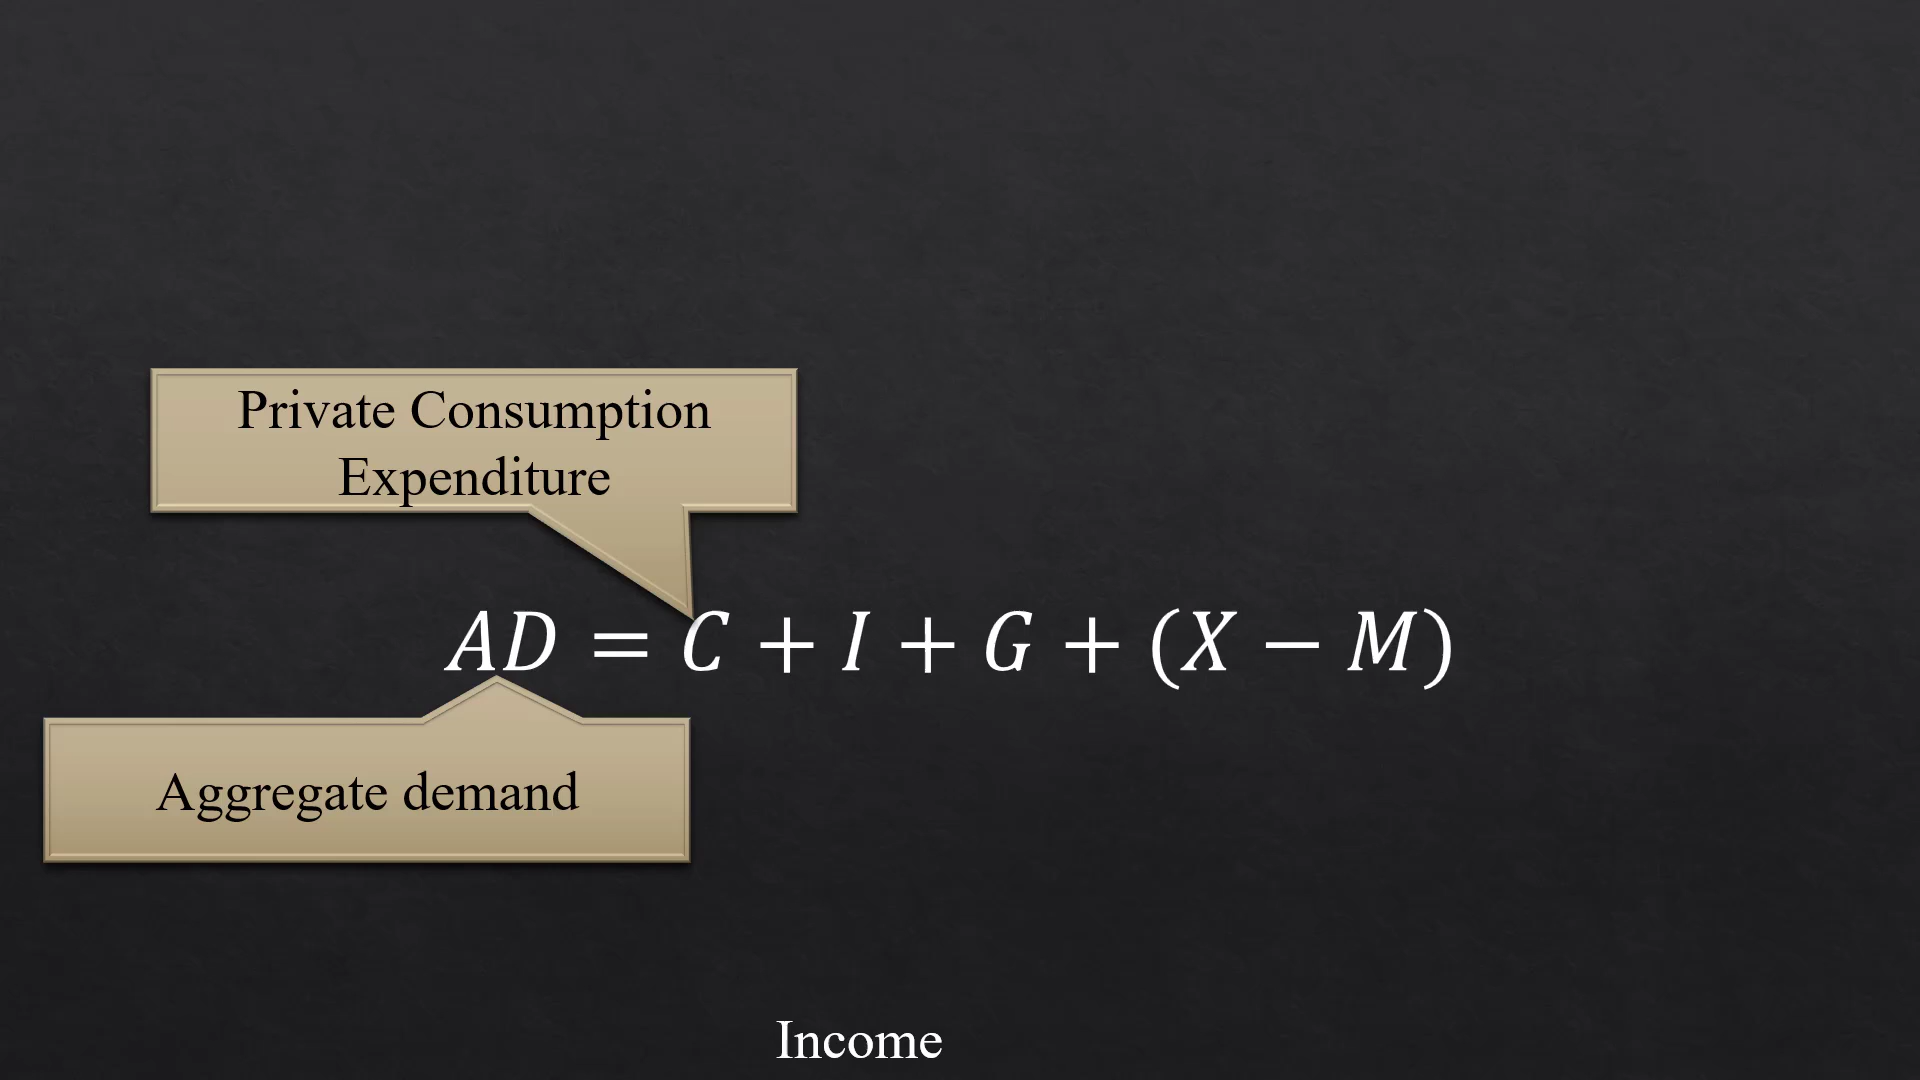 Private Consumption
Expenditure
AD = C + I + G + (X − M)
Aggregate demand
Income